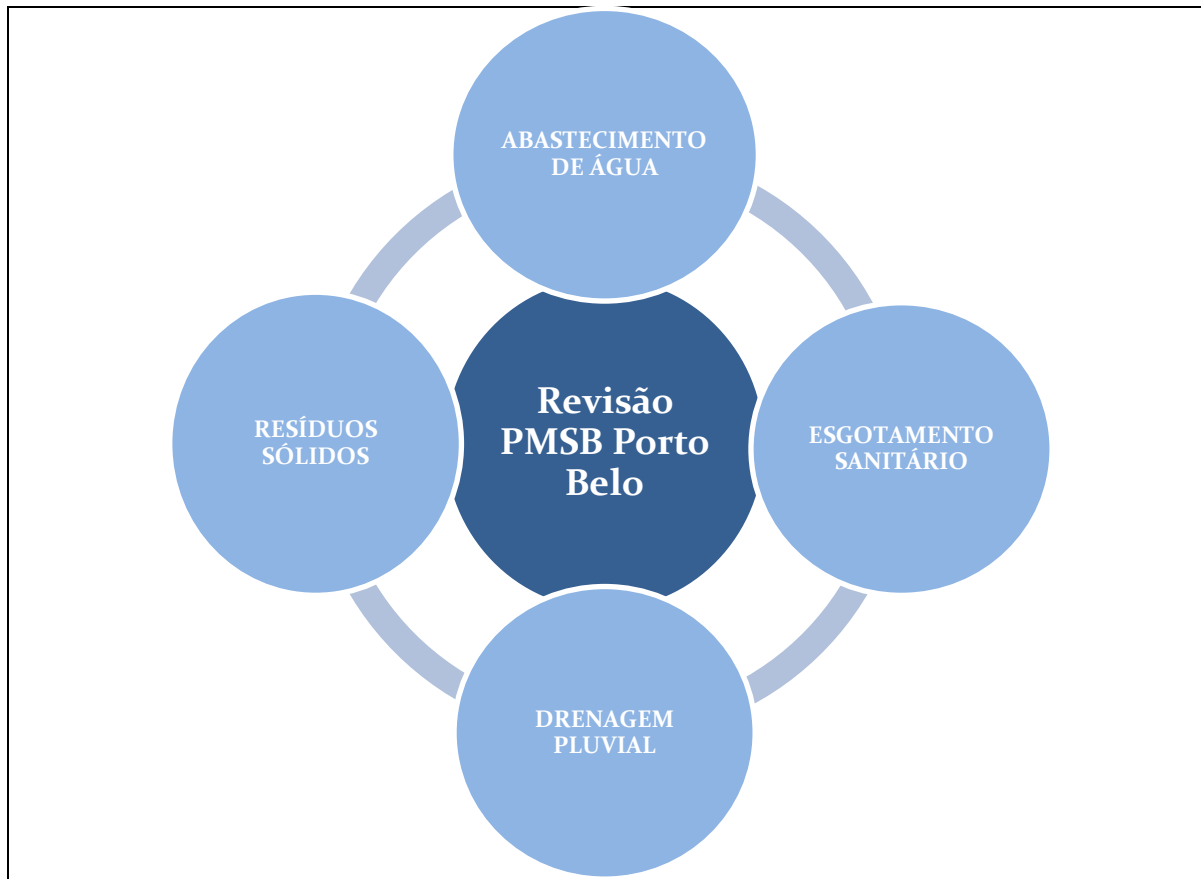 ABASTECIMENTO
DE ÁGUA
RESÍDUOS
SÓLIDOS
Revisão
PMSB Porto
Belo
ESGOTAMENTO
SANITÁRIO
DRENAGEM
PLUVIAL